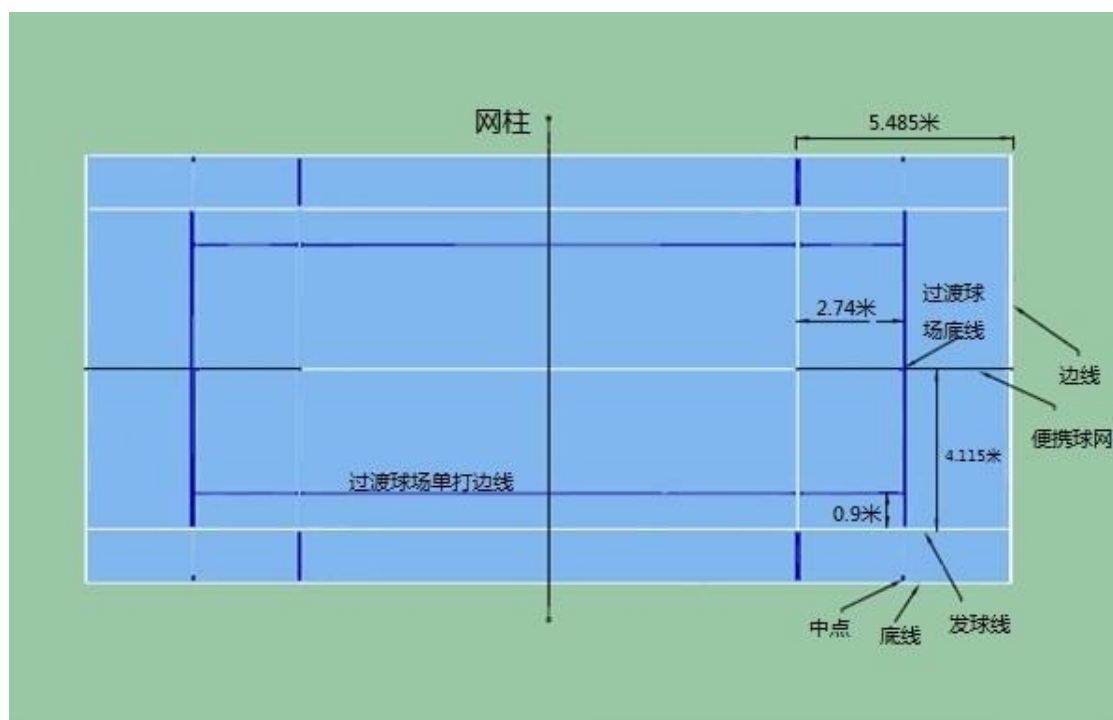 网柱
5.485米
过渡球
场底线
2.74米
边线
便携球网
4.115米
过渡球场单打边线
0.9米
中点
底线
发球线